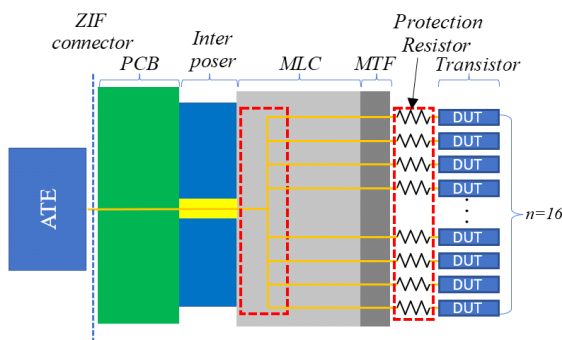 ZIF
connector
PCB
Inter
poser
MLC
MTF
Protection
Resistor
Transistor
ATE
DUT
DUT
DUT
DUT
DUT
DUT
DUT
DUT
n=16